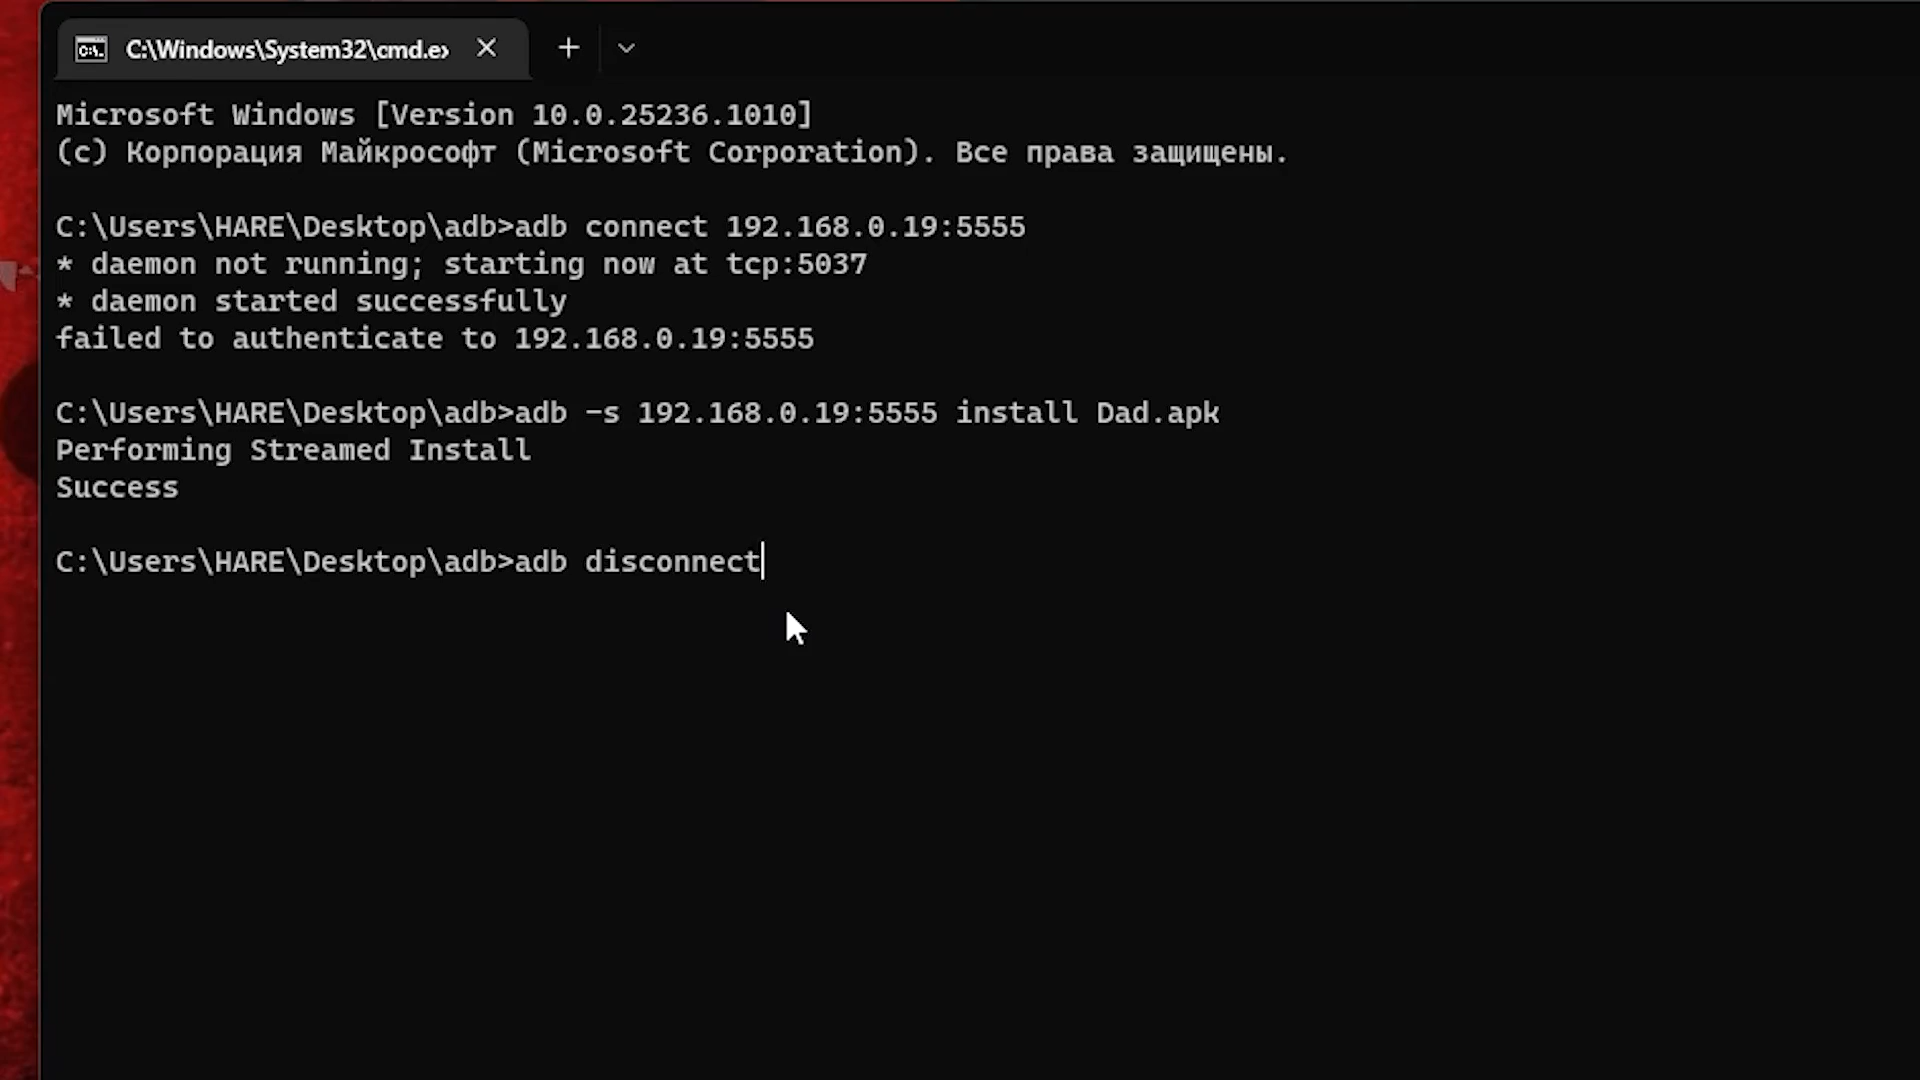 C:\Windows\System32\cmd.e
Microsoft Windows [Version 10.0.25236.1010]
(c) Корпорация Майкрософт (Microsoft Corporation). Все права защищены.
C:\Users\HARE\Desktop\adb>adb connect 192.168.0.19:5555
* daemon not running; starting now at tcp:5037
* daemon started successfully
failed to authenticate to 192.168.0.19:5555
C:\Users\HARE\Desktop\adb>adb -s 192.168.0.19:5555 install Dad.apk
Performing Streamed Install
Success
C:\Users\HARE\Desktop\adb>adb disconnect